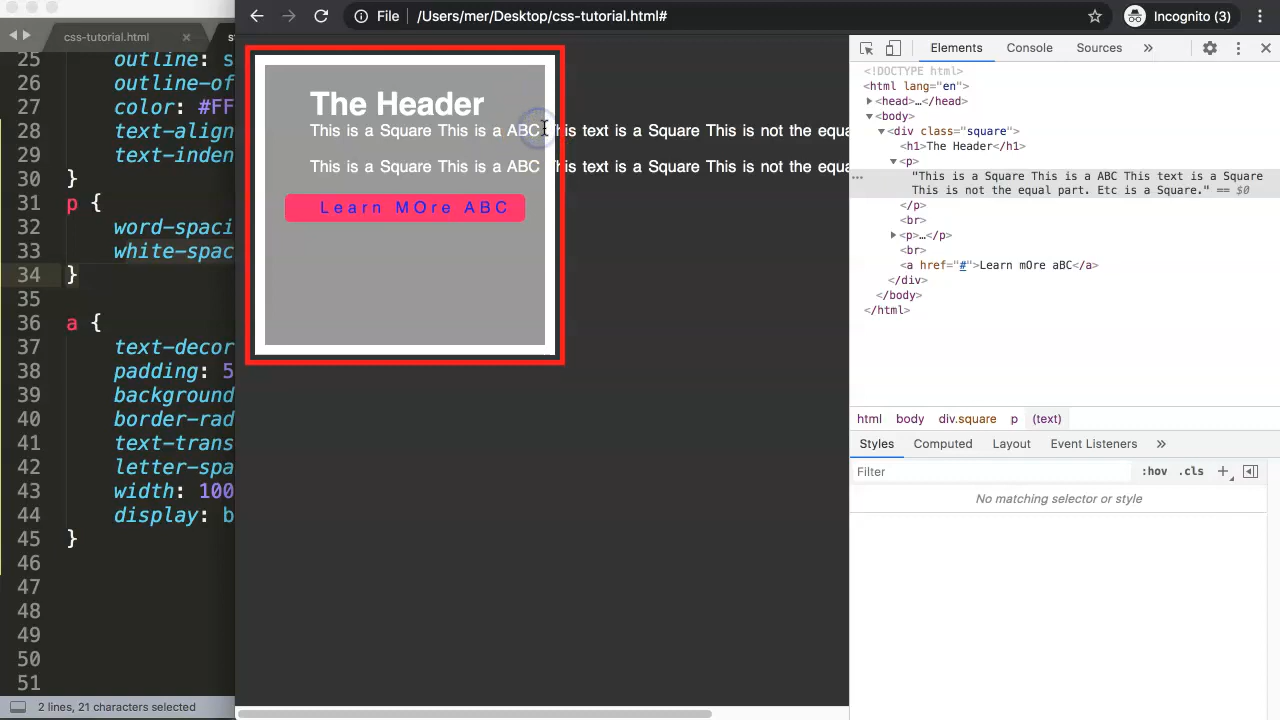 File /Users/mer/Desktop/css-tutorial.html# Incognito (3)
css-tutorial.html × st
25 outline: s
26 outline-of
27 color: #FF
28 text-align
29 text-inden
30 }
31 p {
32 word-spaci
33 white-spac
34 }
35
36 a {
37 text-decor
38 padding: 5
39 background
40 border-rad
41 text-trans
42 letter-spa
43 width: 100
44 display: b
45 }
46
47
48
49
50
51
2 lines, 21 characters selected
The Header
This is a Square This is a ABC This text is a Square This is not the equa
This is a Square This is a ABC This text is a Square This is not the equa
Learn MOre ABC
Elements Console Sources »
<!DOCTYPE html>
<html lang="en">
<head>…</head>
<body>
<div class="square">
<h1>The Header</h1>
<p>
"This is a Square This is a ABC This text is a Square
This is not the equal part. Etc is a Square." == $0
</p>
<br>
<p>…</p>
<br>
<a href="#">Learn mOre aBC</a>
</div>
</body>
</html>
html body div.square p (text)
Styles Computed Layout Event Listeners »
Filter :hov .cls +
No matching selector or style